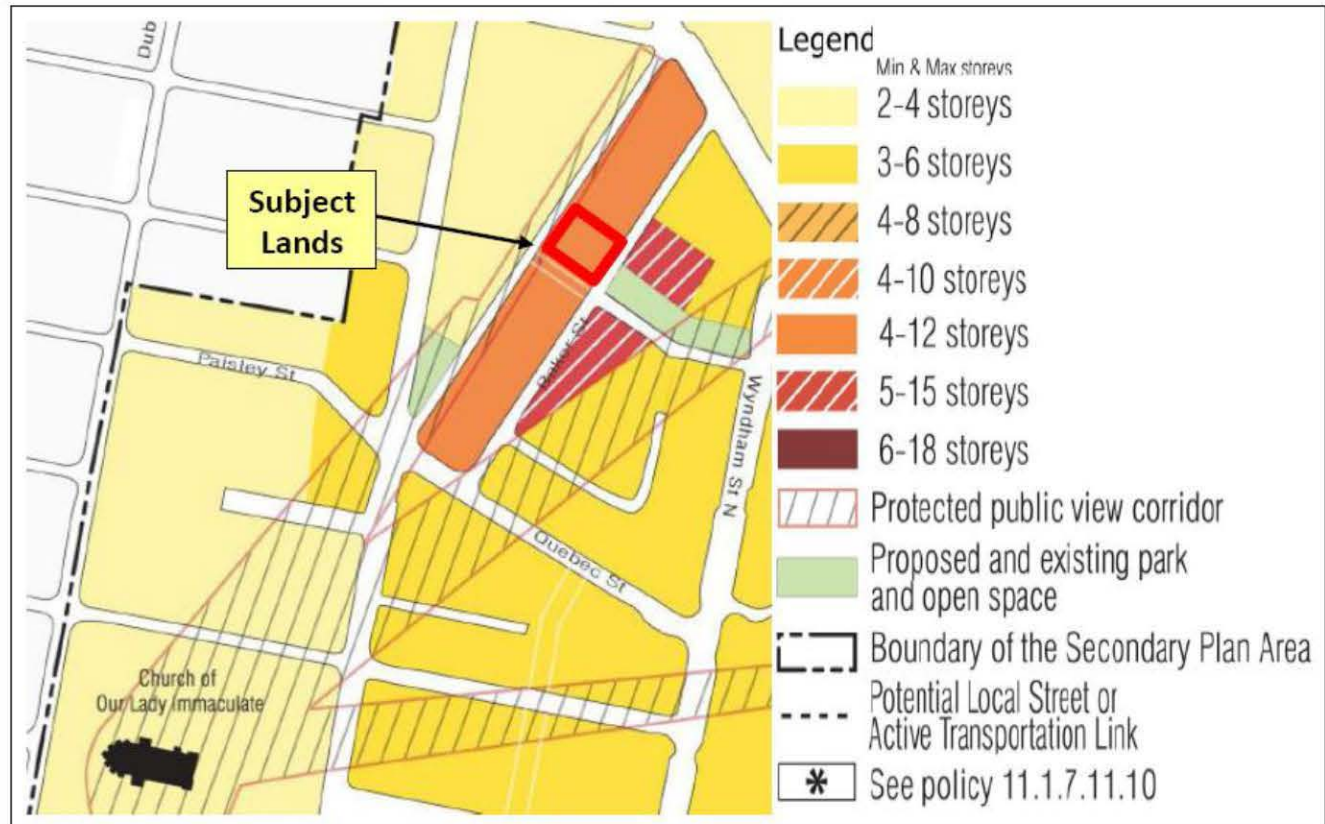 Dub
Subject
Lands
Paisley St
Baker St
Wyndham St N
Quebec St
Church of
Our Lady Immaculate
Legend
Min & Max storeys
2-4 storeys
3-6 storeys
4-8 storeys
4-10 storeys
4-12 storeys
5-15 storeys
6-18 storeys
Protected public view corridor
Proposed and existing park
and open space
Boundary of the Secondary Plan Area
Potential Local Street or
Active Transportation Link
* See policy 11.1.7.11.10